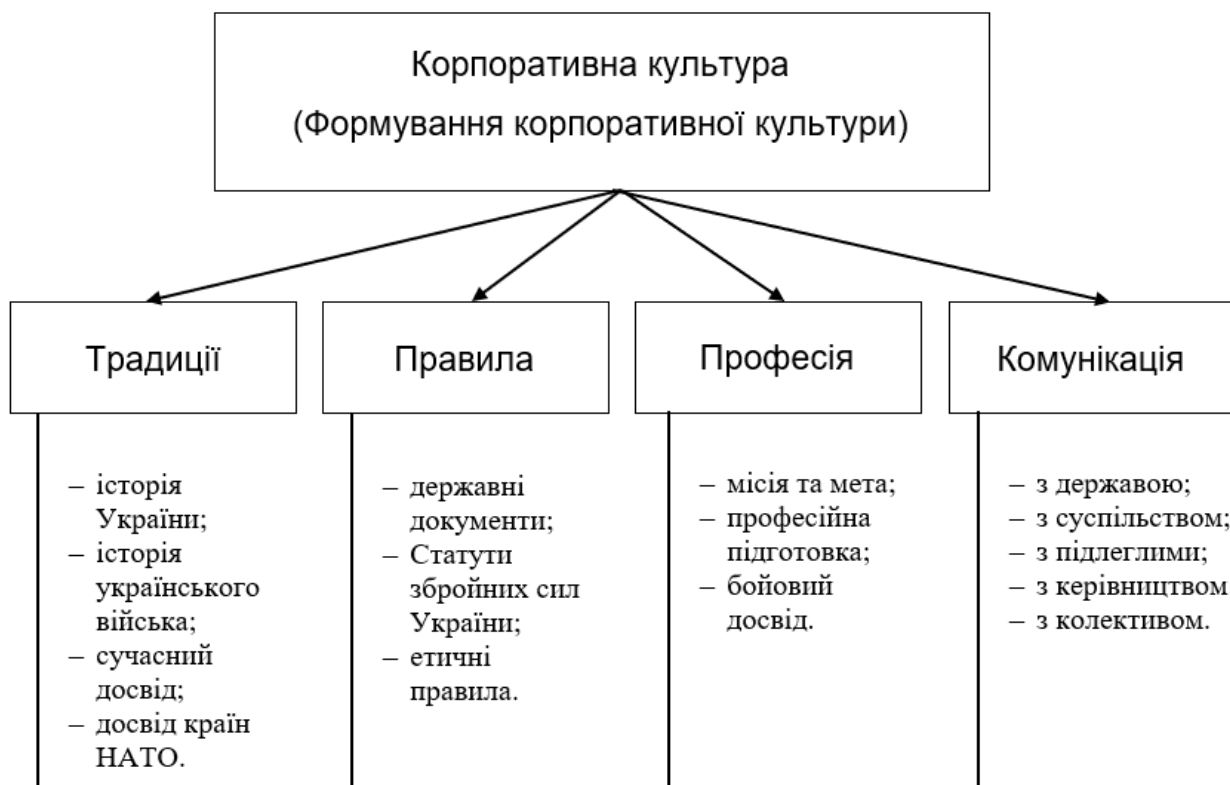 Корпоративна культура
(Формування корпоративної культури)
Традиції
– історія
України;
– історія
українського
війська;
– сучасний
досвід;
– досвід країн
НАТО.
Правила
– державні
документи;
– Статути
збройних сил
України;
– етичні
правила.
Професія
– місія та мета;
– професійна
підготовка;
– бойовий
досвід.
Комунікація
– з державою;
– з суспільством;
– з підлеглими;
– з керівництвом
– з колективом.